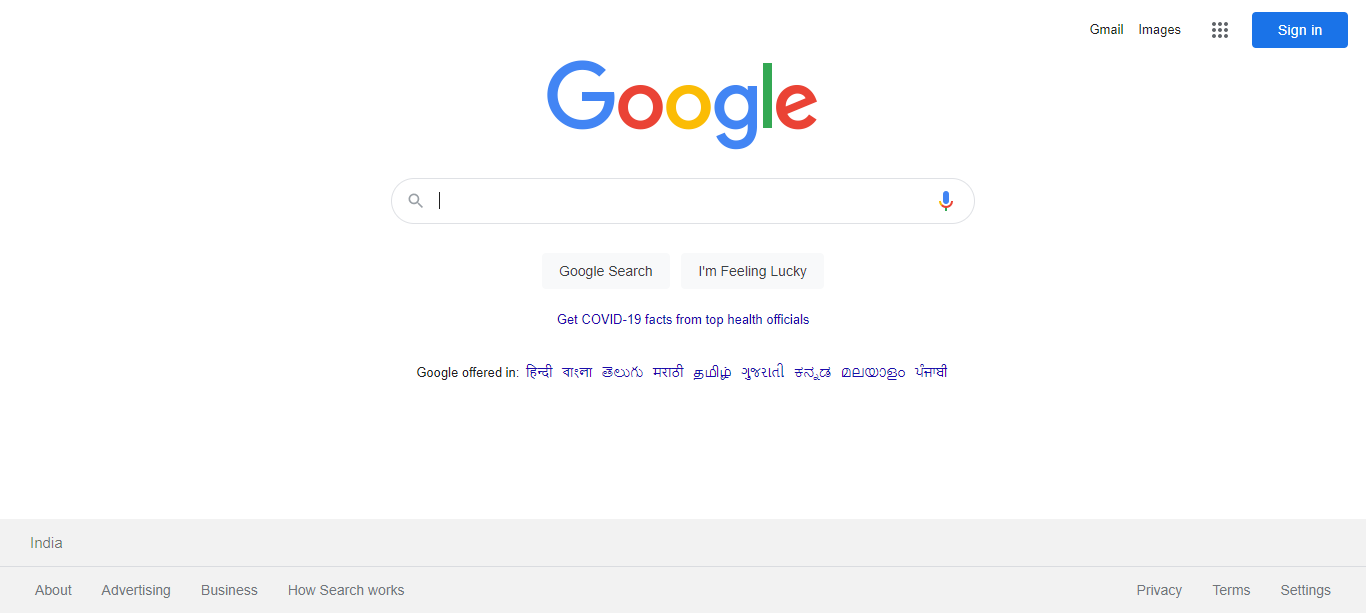 Gmail Images Sign in
Google
Google Search I'm Feeling Lucky
Get COVID-19 facts from top health officials
Google offered in: हिन्दी বাংলা తెలుగు मराठी தமிழ் ગુજરાતી ಕನ್ನಡ മലയാളം ਪੰਜਾਬੀ
India
About Advertising Business How Search works Privacy Terms Settings